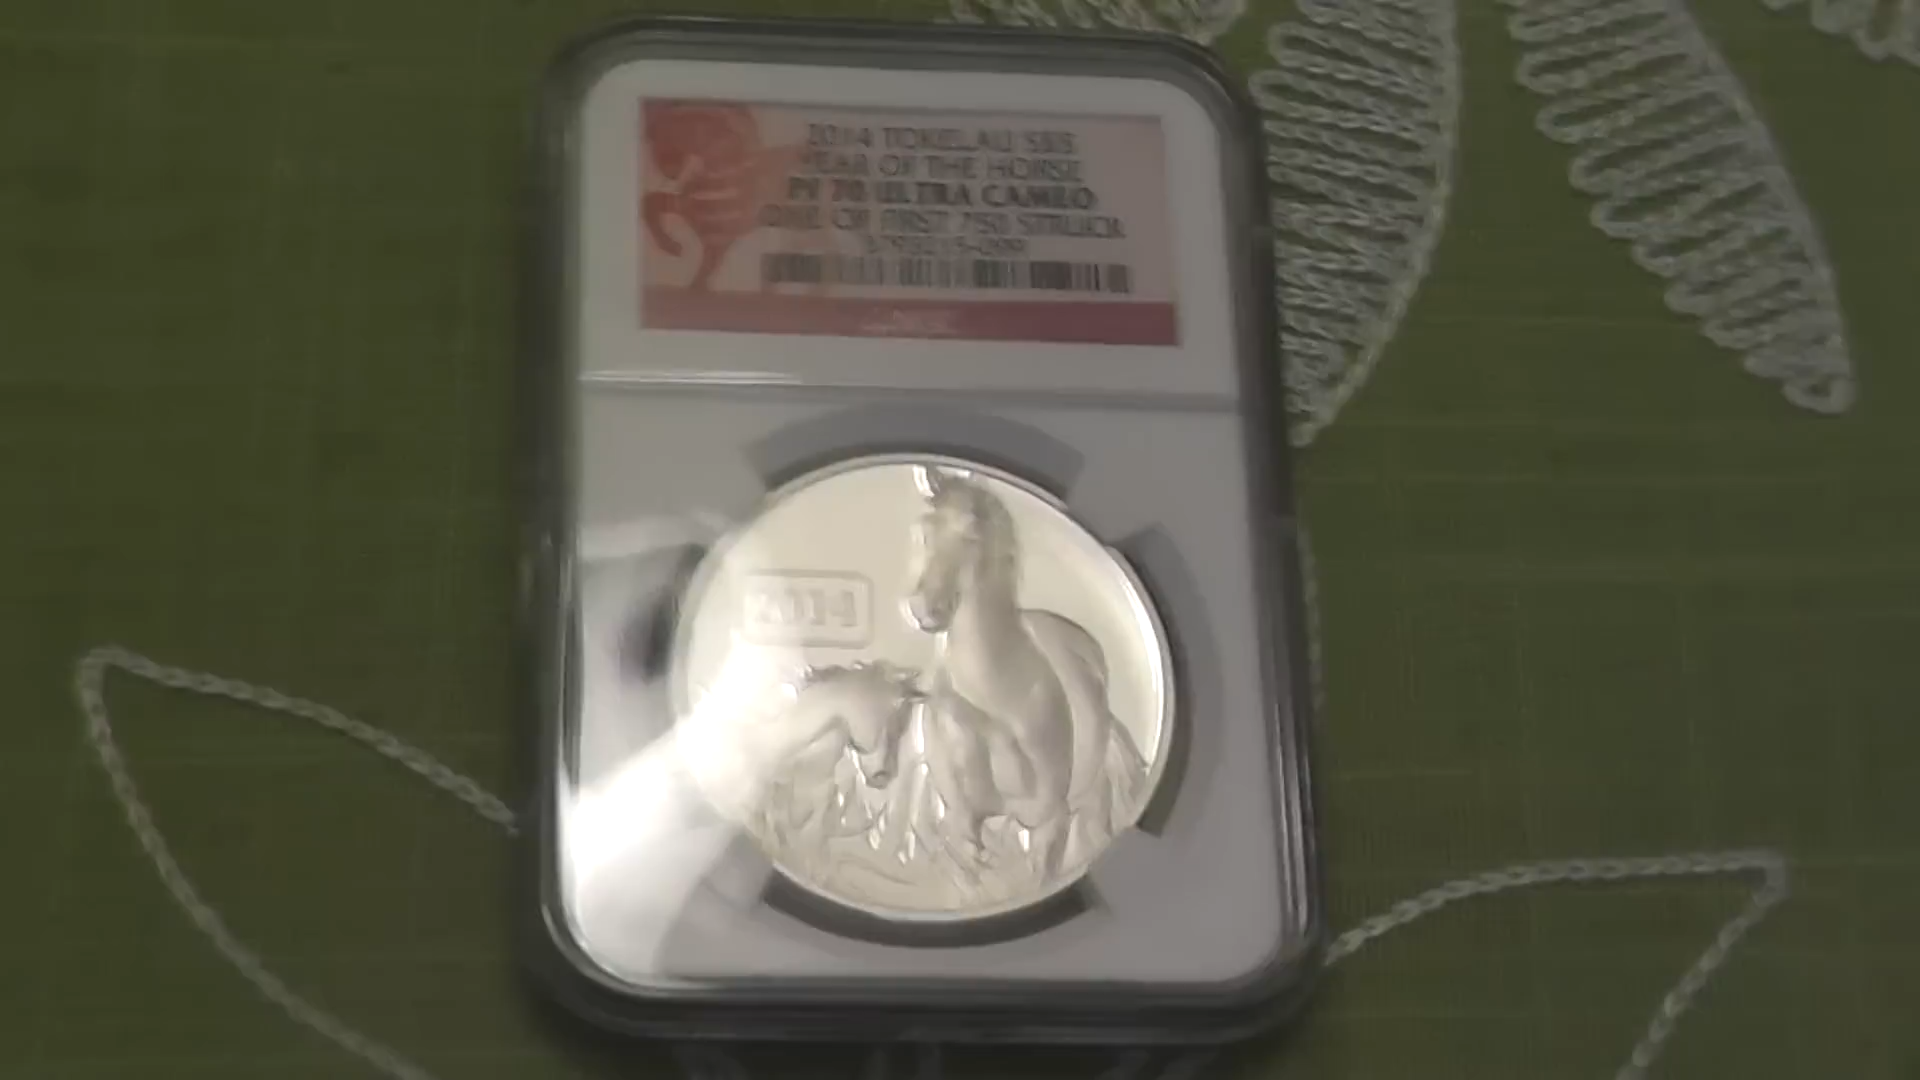 2014 TOKELAU S$5
YEAR OF THE HORSE
PF 70 ULTRA CAMEO
ONE OF FIRST 750 STRUCK
2014